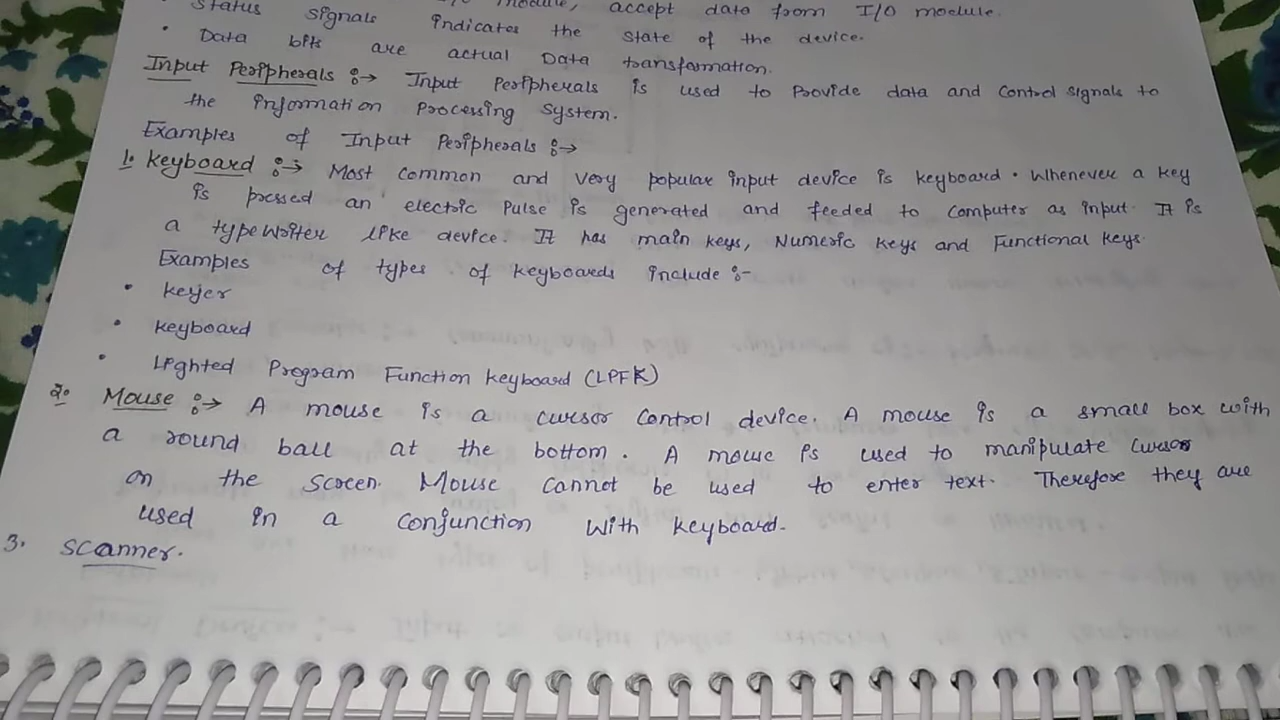 module, accept data from I/O module.
• Status signals indicates the state of the device.
• Data bits are actual Data transformation.
Input Peripherals :→ Input Peripherals is used to Provide data and Control signals to
the information Processing System.
Examples of Input Peripherals :→
1. keyboard :→ Most common and very popular input device is keyboard. Whenever a key
is pressed an electric Pulse is generated and feeded to Computer as input. It is
a typewriter like device. It has main keys, Numeric keys and Functional keys.
Examples of types of keyboards include :-
• keyer
• keyboard
• Lighted Program Function keyboard (LPFK)
2. Mouse :→ A mouse is a cursor Control device. A mouse is a small box with
a round ball at the bottom. A mouse is used to manipulate Cursor
on the screen. Mouse Cannot be used to enter text. Therefore they are
used in a Conjunction With keyboard.
3. scanner.